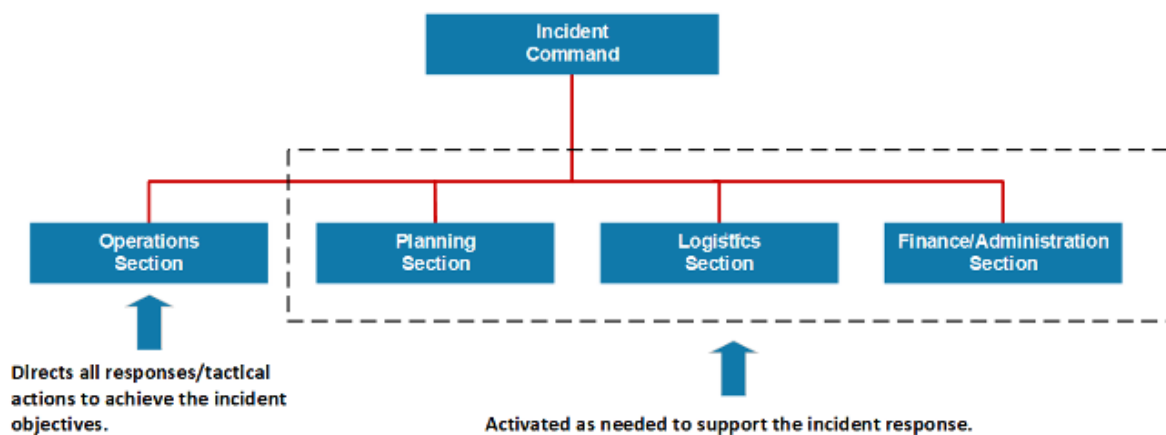 Incident
Command
Operations
Section
Planning
Section
Logistics
Section
Finance/Administration
Section
Directs all responses/tactical
actions to achieve the incident
objectives.
Activated as needed to support the incident response.